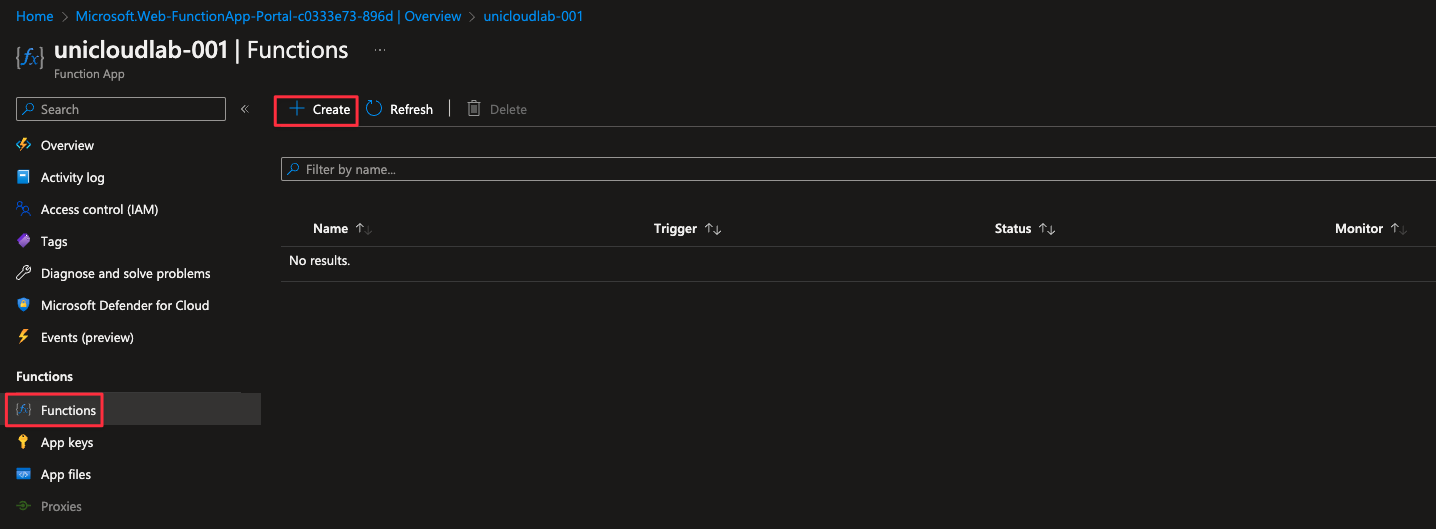 Home > Microsoft.Web-FunctionApp-Portal-c0333e73-896d | Overview > unicloudlab-001
{fx} unicloudlab-001 | Functions ...
Function App
Search «
+ Create Refresh | Delete
Overview
Activity log
Access control (IAM)
Tags
Diagnose and solve problems
Microsoft Defender for Cloud
Events (preview)
Functions
{fx} Functions
App keys
App files
Proxies
Filter by name...
Name ↑↓ Trigger ↑↓ Status ↑↓ Monitor ↑↓
No results.